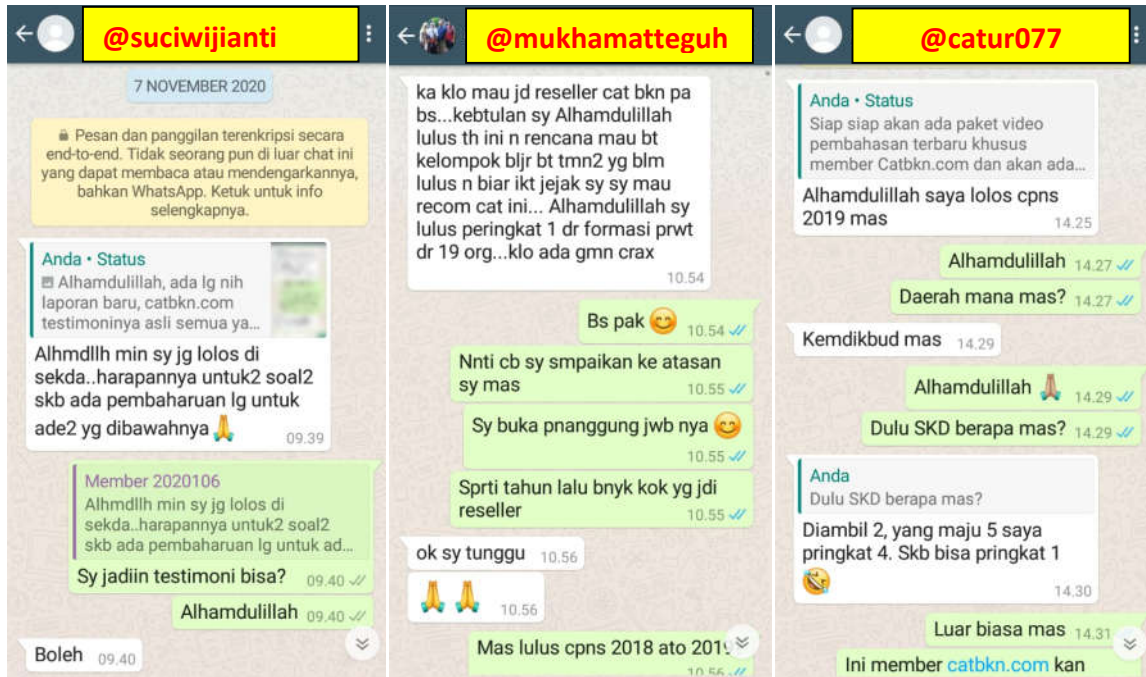 @suciwijianti
7 NOVEMBER 2020
Pesan dan panggilan terenkripsi secara
end-to-end. Tidak seorang pun di luar chat ini
yang dapat membaca atau mendengarkannya,
bahkan WhatsApp. Ketuk untuk info
selengkapnya.
Anda • Status
Alhamdulillah, ada lg nih
laporan baru, catbkn.com
testimoninya asli semua ya...
Alhmdllh min sy jg lolos di
sekda..harapannya untuk2 soal2
skb ada pembaharuan lg untuk
ade2 yg dibawahnya 🙏 09.39
Member 2020106
Alhmdllh min sy jg lolos di
sekda..harapannya untuk2 soal2
skb ada pembaharuan lg untuk ad...
Sy jadiin testimoni bisa? 09.40
Alhamdulillah 09.40
Boleh 09.40
@mukhamatteguh
ka klo mau jd reseller cat bkn pa
bs...kebtulan sy Alhamdulillah
lulus th ini n rencana mau bt
kelompok bljr bt tmn2 yg blm
lulus n biar ikt jejak sy sy mau
recom cat ini... Alhamdulillah sy
lulus peringkat 1 dr formasi prwt
dr 19 org...klo ada gmn crax
10.54
Bs pak 😊 10.54
Nnti cb sy smpaikan ke atasan
sy mas 10.55
Sy buka pnanggung jwb nya 😊
10.55
Sprti tahun lalu bnyk kok yg jdi
reseller 10.55
ok sy tunggu 10.56
🙏🙏 10.56
Mas lulus cpns 2018 ato 2019
10.56
@catur077
Anda • Status
Siap siap akan ada paket video
pembahasan terbaru khusus
member Catbkn.com dan akan ada...
Alhamdulillah saya lolos cpns
2019 mas 14.25
Alhamdulillah 14.27
Daerah mana mas? 14.27
Kemdikbud mas 14.29
Alhamdulillah 🙏 14.29
Dulu SKD berapa mas? 14.29
Anda
Dulu SKD berapa mas?
Diambil 2, yang maju 5 saya
pringkat 4. Skb bisa pringkat 1
🤣 14.30
Luar biasa mas 14.31
Ini member catbkn.com kan